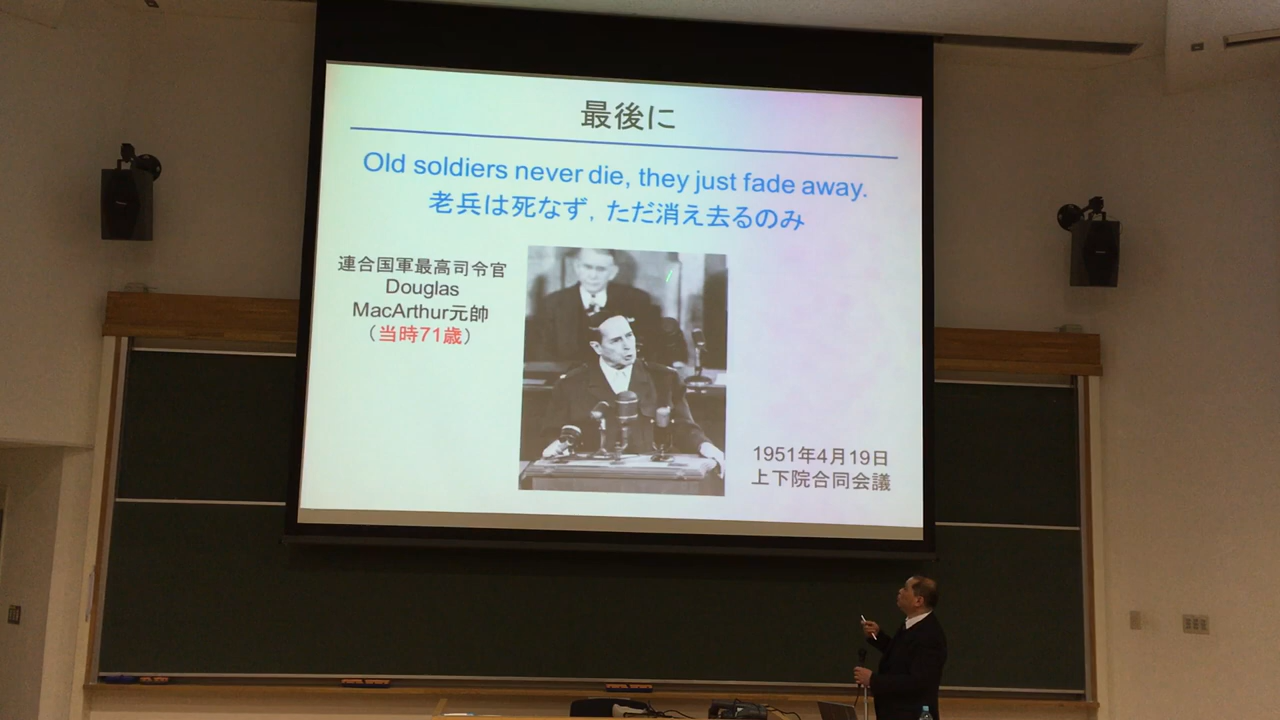 最後に
Old soldiers never die, they just fade away.
老兵は死なず，ただ消え去るのみ
連合国軍最高司令官
Douglas
MacArthur元帥
（当時71歳）
1951年4月19日
上下院合同会議